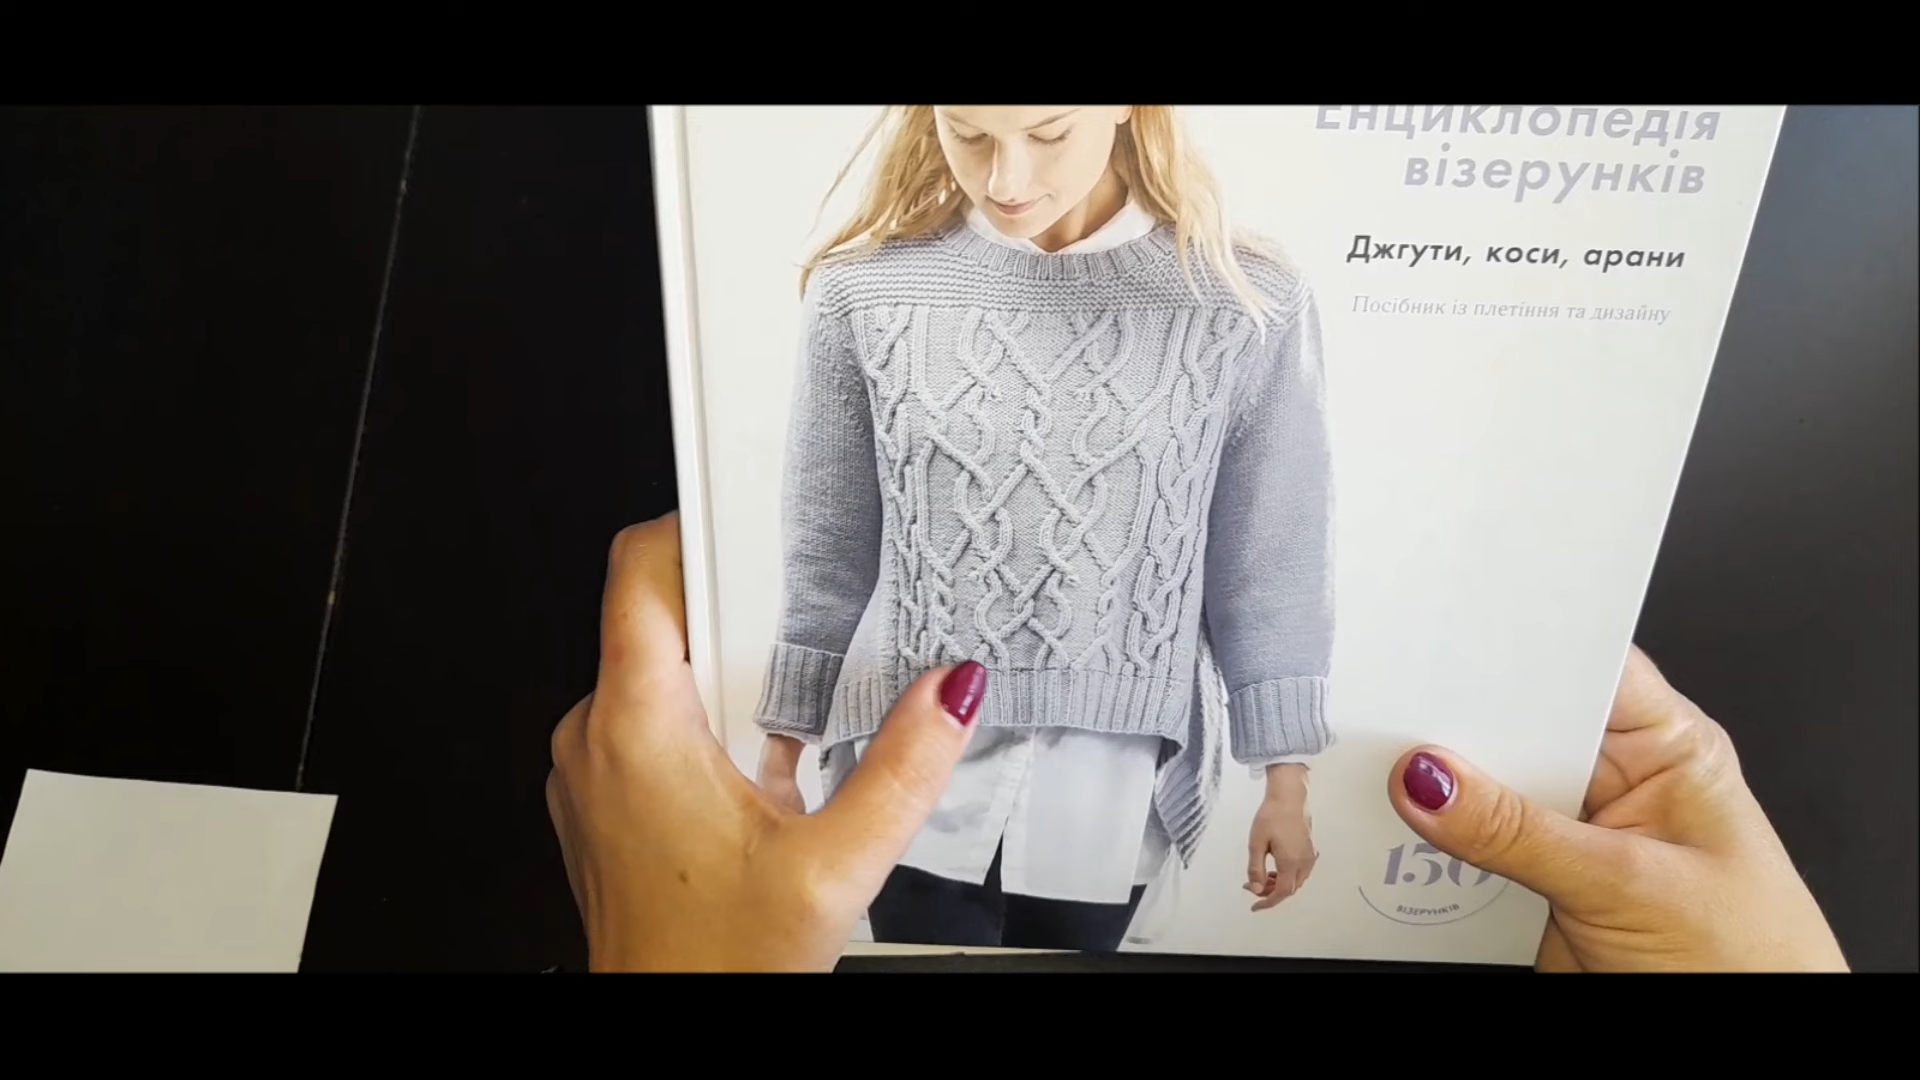 Енциклопедія
візерунків
Джгути, коси, арани
Посібник із плетіння та дизайну
150
ВІЗЕРУНКІВ